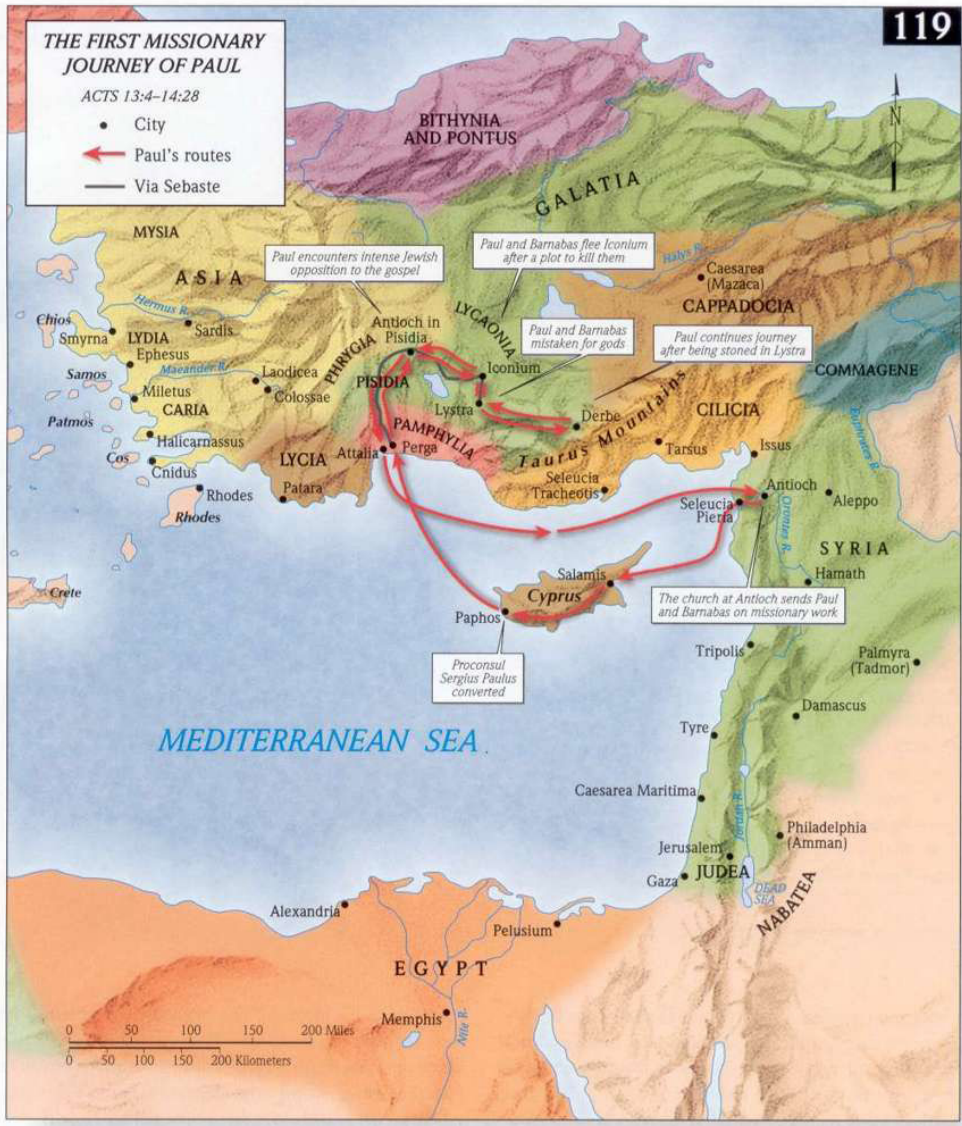 119
THE FIRST MISSIONARY
JOURNEY OF PAUL
ACTS 13:4–14:28
City
Paul's routes
Via Sebaste
N
BITHYNIA
AND PONTUS
GALATIA
MYSIA
ASIA
Paul encounters intense Jewish
opposition to the gospel
Paul and Barnabas flee Iconium
after a plot to kill them
Halys R.
Caesarea
(Mazaca)
CAPPADOCIA
Hermus R.
Chios
Smyrna
LYDIA
Sardis
Antioch in
Pisidia
LYCAONIA
Paul and Barnabas
mistaken for gods
Paul continues journey
after being stoned in Lystra
COMMAGENE
Ephesus
Samos
Maeander R.
Laodicea
Colossae
PHRYGIA
PISIDIA
Iconium
Miletus
CARIA
Lystra
Derbe
CILICIA
Patmos
Halicarnassus
PAMPHYLIA
Taurus Mountains
Tarsus
Issus
Euphrates R.
Cos
Cnidus
LYCIA
Attalia
Perga
Rhodes
Rhodes
Patara
Seleucia
Tracheotis
Seleucia
Pieria
Antioch
Aleppo
Orontes R.
SYRIA
Crete
Salamis
Cyprus
Hamath
Paphos
The church at Antioch sends Paul
and Barnabas on missionary work
Proconsul
Sergius Paulus
converted
Tripolis
Palmyra
(Tadmor)
Damascus
MEDITERRANEAN SEA
Tyre
Caesarea Maritima
Jordan R.
Philadelphia
(Amman)
Jerusalem
JUDEA
Gaza
DEAD
SEA
NABATEA
Alexandria
Pelusium
EGYPT
Memphis
Nile R.
0 50 100 150 200 Miles
0 50 100 150 200 Kilometers